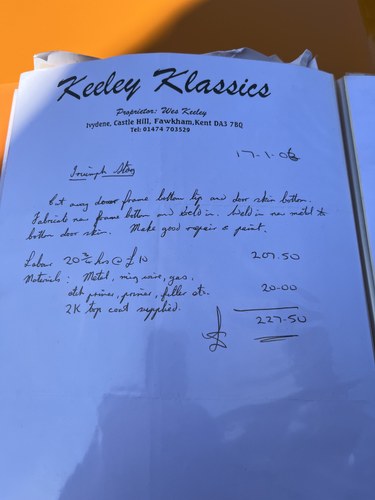 Keeley Klassics
Proprietor: Wes Keeley
Ivydene, Castle Hill, Fawkham, Kent DA3 7BQ
Tel: 01474 703529
17-1-06
Triumph Stag
Cut away door frame bottom lip and door skin bottom.
Fabricate new frame bottom and weld in. Weld in new metal to
bottom door skin. Make good repair & paint.
Labour 20¾ hrs @ £10 207.50
Materials: Metal, mig wire, gas,
etch primer, primer, filler etc. 20-00
2K top coat supplied.
£ 227.50